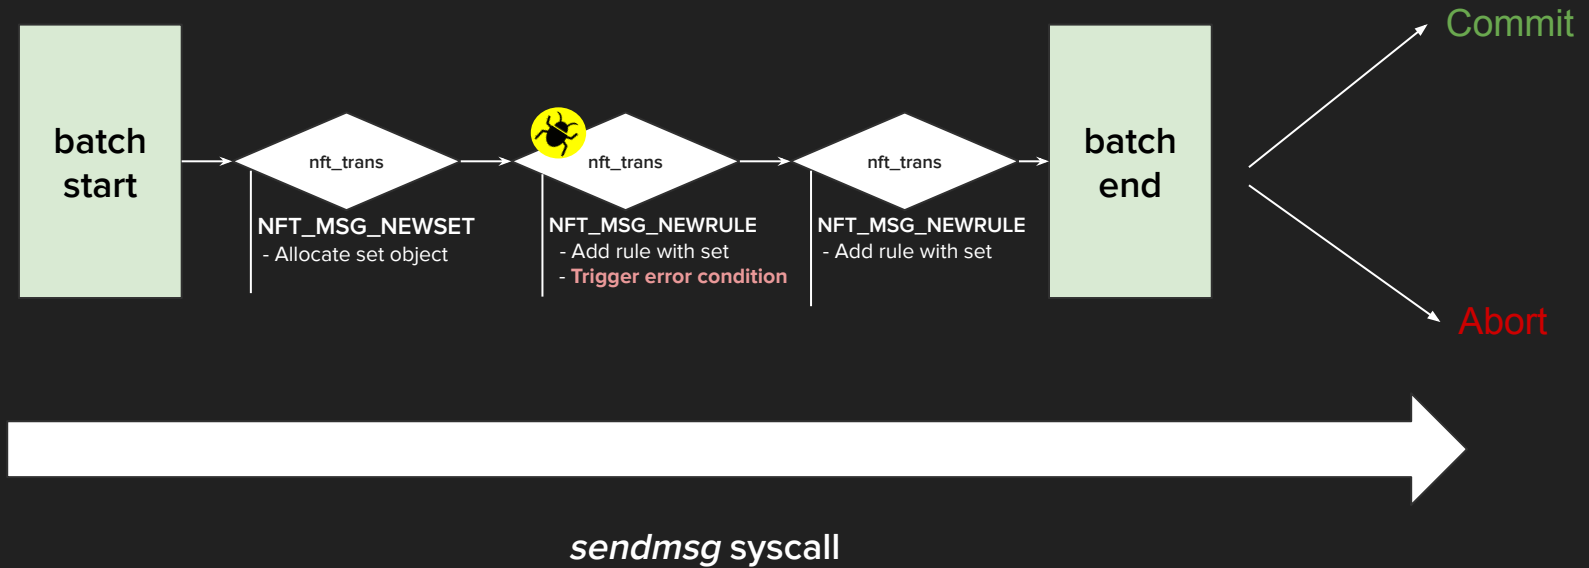 Commit
batch
start
nft_trans
nft_trans
nft_trans
batch
end
NFT_MSG_NEWSET
- Allocate set object
NFT_MSG_NEWRULE
- Add rule with set
- Trigger error condition
NFT_MSG_NEWRULE
- Add rule with set
Abort
sendmsg syscall